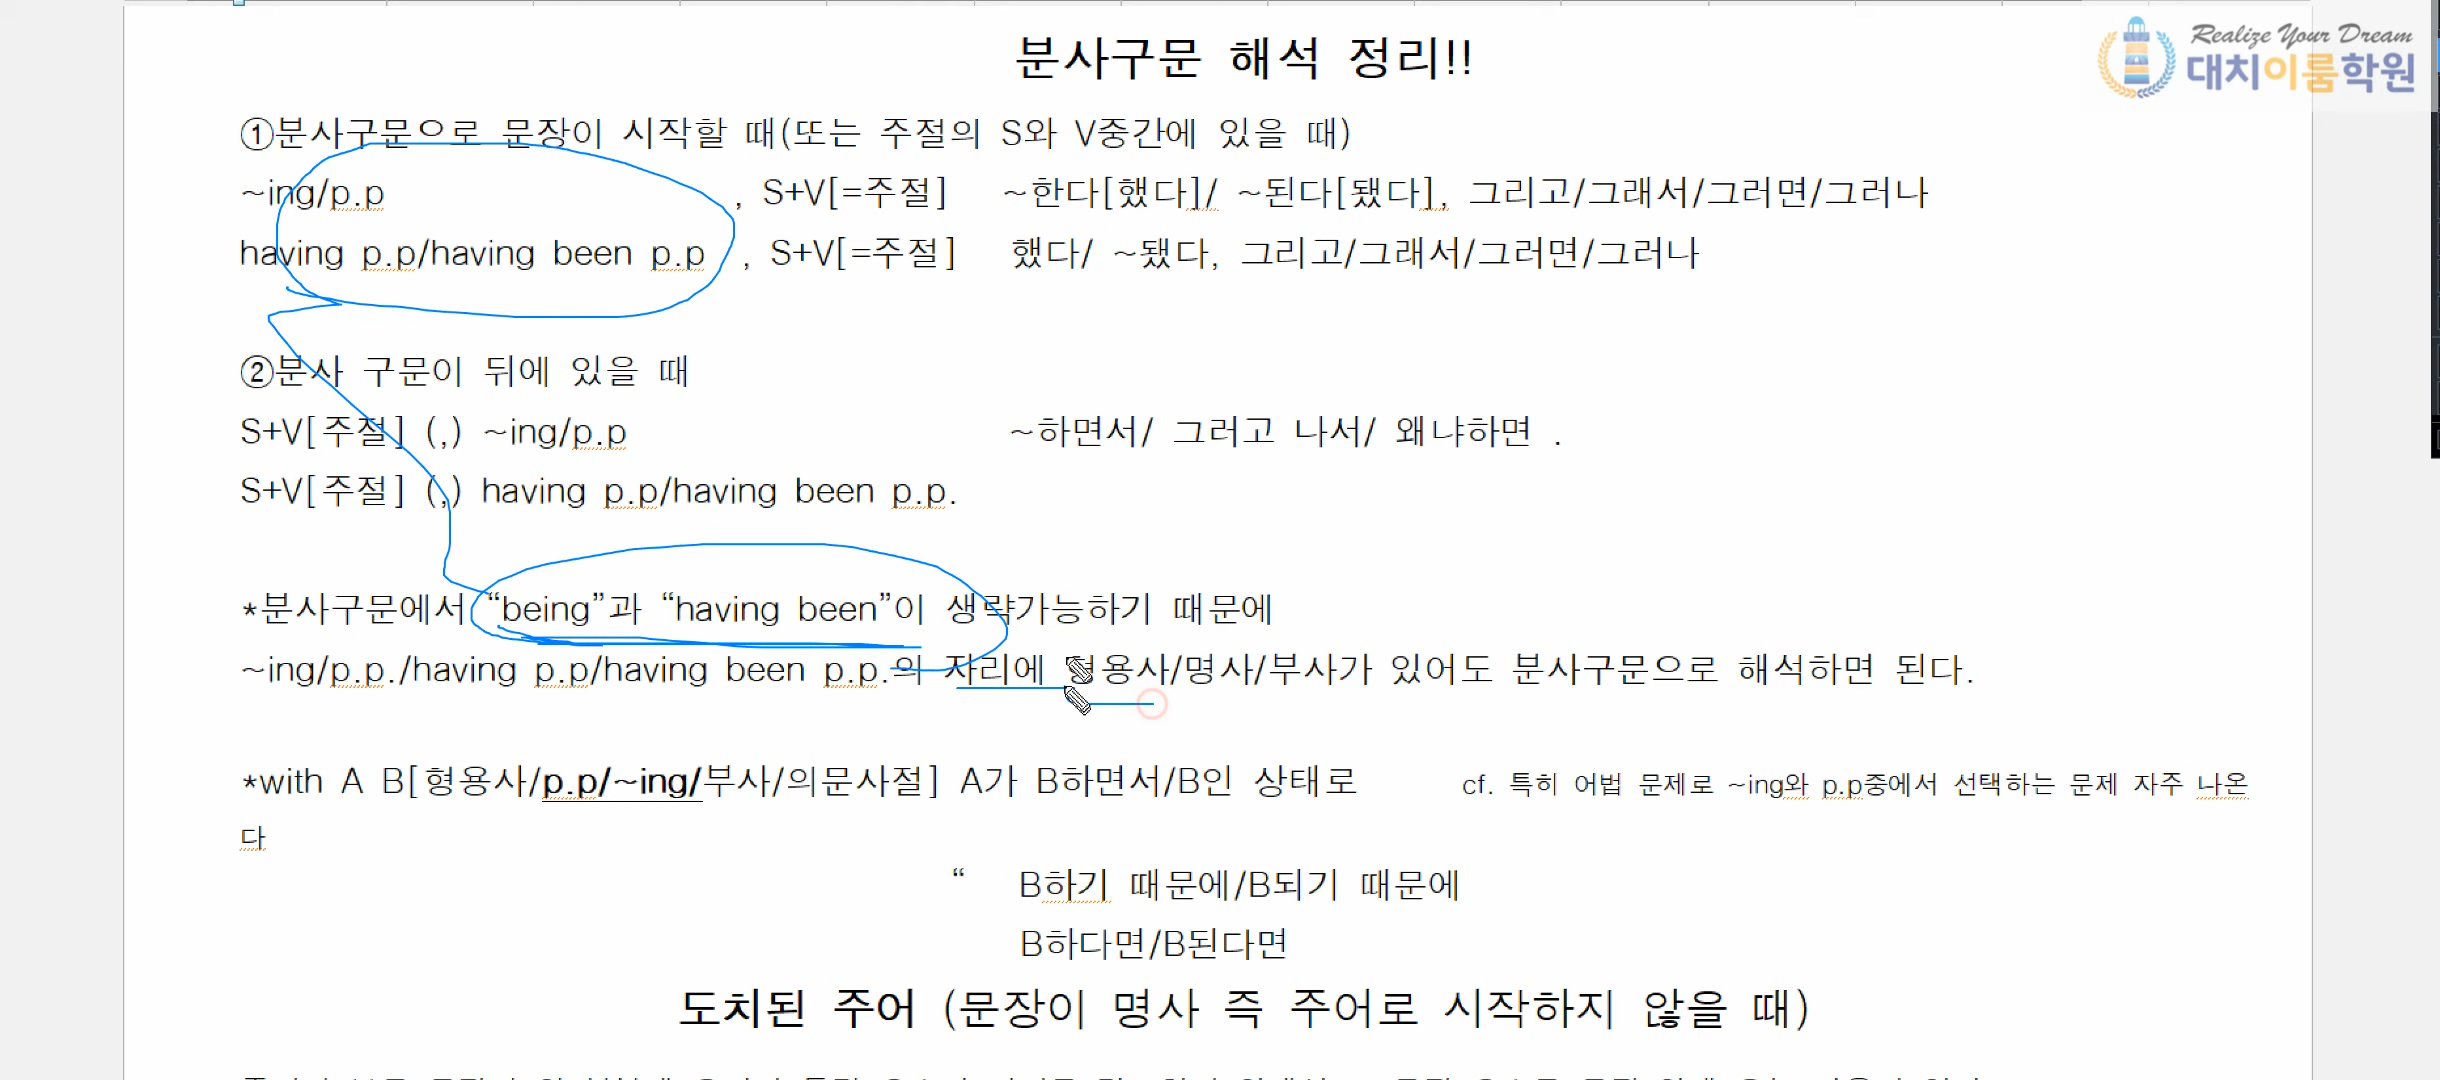 Realize Your Dream
대치이룸학원
분사구문 해석 정리!!
①분사구문으로 문장이 시작할 때(또는 주절의 S와 V중간에 있을 때)
~ing/p.p , S+V[=주절] ~한다[했다]/ ~된다[됐다], 그리고/그래서/그러면/그러나
having p.p/having been p.p , S+V[=주절] 했다/ ~됐다, 그리고/그래서/그러면/그러나
②분사 구문이 뒤에 있을 때
S+V[주절] (,) ~ing/p.p ~하면서/ 그러고 나서/ 왜냐하면 .
S+V[주절] (,) having p.p/having been p.p.
*분사구문에서 “being”과 “having been”이 생략가능하기 때문에
~ing/p.p./having p.p/having been p.p.의 자리에 형용사/명사/부사가 있어도 분사구문으로 해석하면 된다.
*with A B[형용사/p.p/~ing/부사/의문사절] A가 B하면서/B인 상태로 cf. 특히 어법 문제로 ~ing와 p.p중에서 선택하는 문제 자주 나온
다
“ B하기 때문에/B되기 때문에
B하다면/B된다면
도치된 주어 (문장이 명사 즉 주어로 시작하지 않을 때)